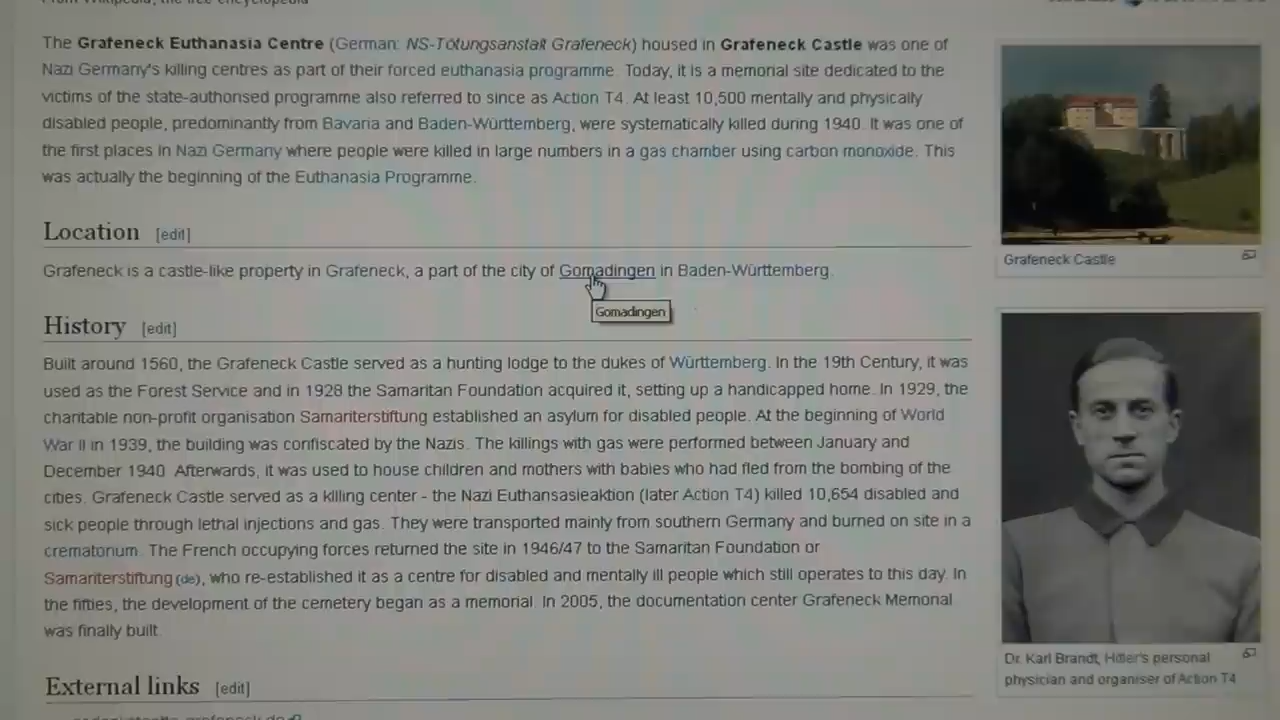 From Wikipedia, the free encyclopedia
The Grafeneck Euthanasia Centre (German: NS-Tötungsanstalt Grafeneck) housed in Grafeneck Castle was one of
Nazi Germany's killing centres as part of their forced euthanasia programme. Today, it is a memorial site dedicated to the
victims of the state-authorised programme also referred to since as Action T4. At least 10,500 mentally and physically
disabled people, predominantly from Bavaria and Baden-Württemberg, were systematically killed during 1940. It was one of
the first places in Nazi Germany where people were killed in large numbers in a gas chamber using carbon monoxide. This
was actually the beginning of the Euthanasia Programme.
Grafeneck Castle
Location [edit]
Grafeneck is a castle-like property in Grafeneck, a part of the city of Gomadingen in Baden-Württemberg.
Gomadingen
History [edit]
Built around 1560, the Grafeneck Castle served as a hunting lodge to the dukes of Württemberg. In the 19th Century, it was
used as the Forest Service and in 1928 the Samaritan Foundation acquired it, setting up a handicapped home. In 1929, the
charitable non-profit organisation Samariterstiftung established an asylum for disabled people. At the beginning of World
War II in 1939, the building was confiscated by the Nazis. The killings with gas were performed between January and
December 1940. Afterwards, it was used to house children and mothers with babies who had fled from the bombing of the
cities. Grafeneck Castle served as a killing center - the Nazi Euthansasieaktion (later Action T4) killed 10,654 disabled and
sick people through lethal injections and gas. They were transported mainly from southern Germany and burned on site in a
crematorium. The French occupying forces returned the site in 1946/47 to the Samaritan Foundation or
Samariterstiftung (de), who re-established it as a centre for disabled and mentally ill people which still operates to this day. In
the fifties, the development of the cemetery began as a memorial. In 2005, the documentation center Grafeneck Memorial
was finally built.
Dr. Karl Brandt, Hitler's personal
physician and organiser of Action T4
External links [edit]